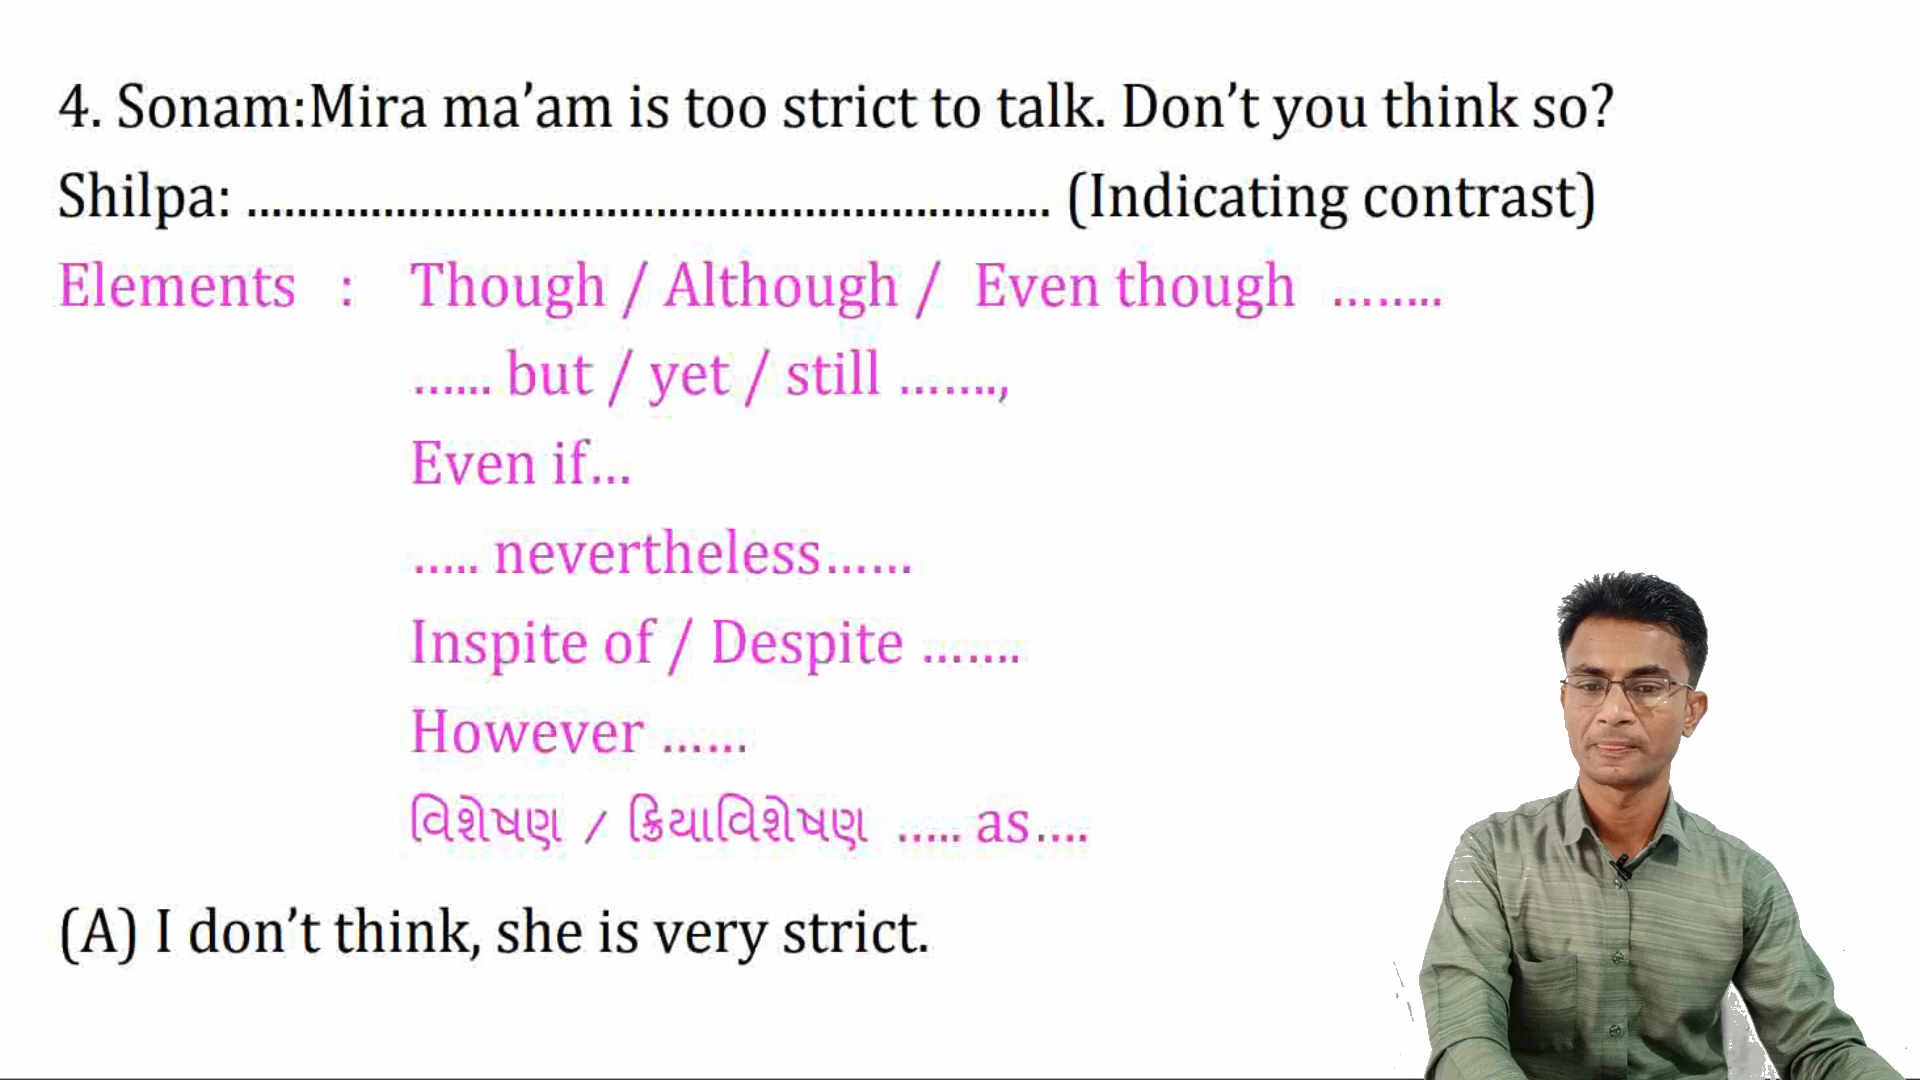 4. Sonam:Mira ma’am is too strict to talk. Don’t you think so?
Shilpa: ................................................................. (Indicating contrast)
Elements : Though / Although / Even though ........
...... but / yet / still .......,
Even if...
..... nevertheless......
Inspite of / Despite .......
However ......
વિશેષણ / ક્રિયાવિશેષણ ..... as....
(A) I don’t think, she is very strict.